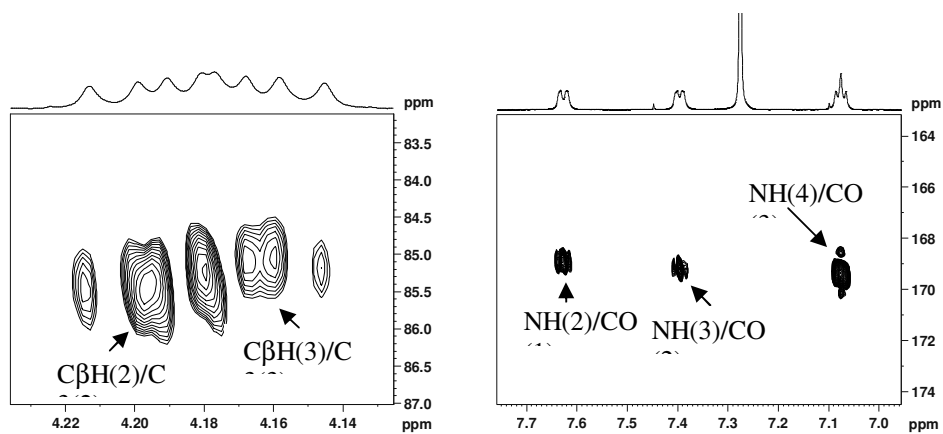 ppm
83.5
84.0
84.5
85.0
85.5
86.0
86.5
87.0
CβH(2)/C
CβH(3)/C
4.22 4.20 4.18 4.16 4.14 ppm
ppm
164
166
168
170
172
174
NH(4)/CO
NH(2)/CO
NH(3)/CO
7.7 7.6 7.5 7.4 7.3 7.2 7.1 7.0 ppm